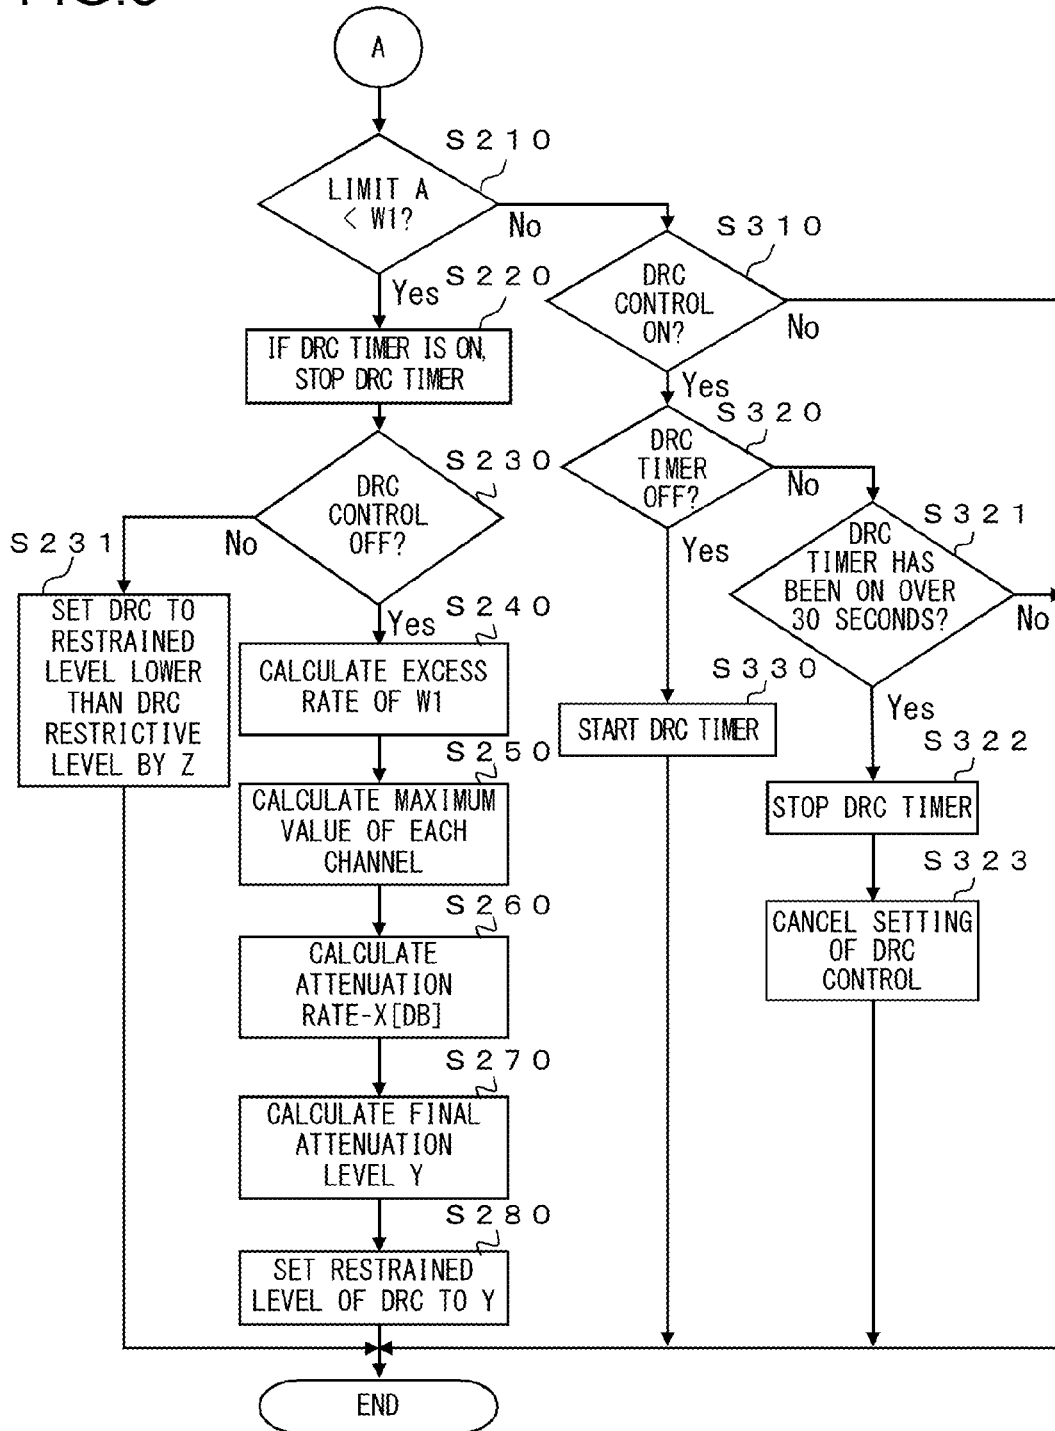 A
S210
LIMIT A
< W1?
No
S310
Yes
S220
DRC
CONTROL
ON?
No
IF DRC TIMER IS ON,
STOP DRC TIMER
Yes
S320
S230
DRC
TIMER
OFF?
No
DRC
CONTROL
OFF?
S231
No
Yes
S321
DRC
TIMER HAS
BEEN ON OVER
30 SECONDS?
No
SET DRC TO
RESTRAINED
LEVEL LOWER
THAN DRC
RESTRICTIVE
LEVEL BY Z
Yes
S240
CALCULATE EXCESS
RATE OF W1
S330
START DRC TIMER
Yes
S322
S250
CALCULATE MAXIMUM
VALUE OF EACH
CHANNEL
STOP DRC TIMER
S323
S260
CANCEL SETTING
OF DRC
CONTROL
CALCULATE
ATTENUATION
RATE-X[DB]
S270
CALCULATE FINAL
ATTENUATION
LEVEL Y
S280
SET RESTRAINED
LEVEL OF DRC TO Y
END